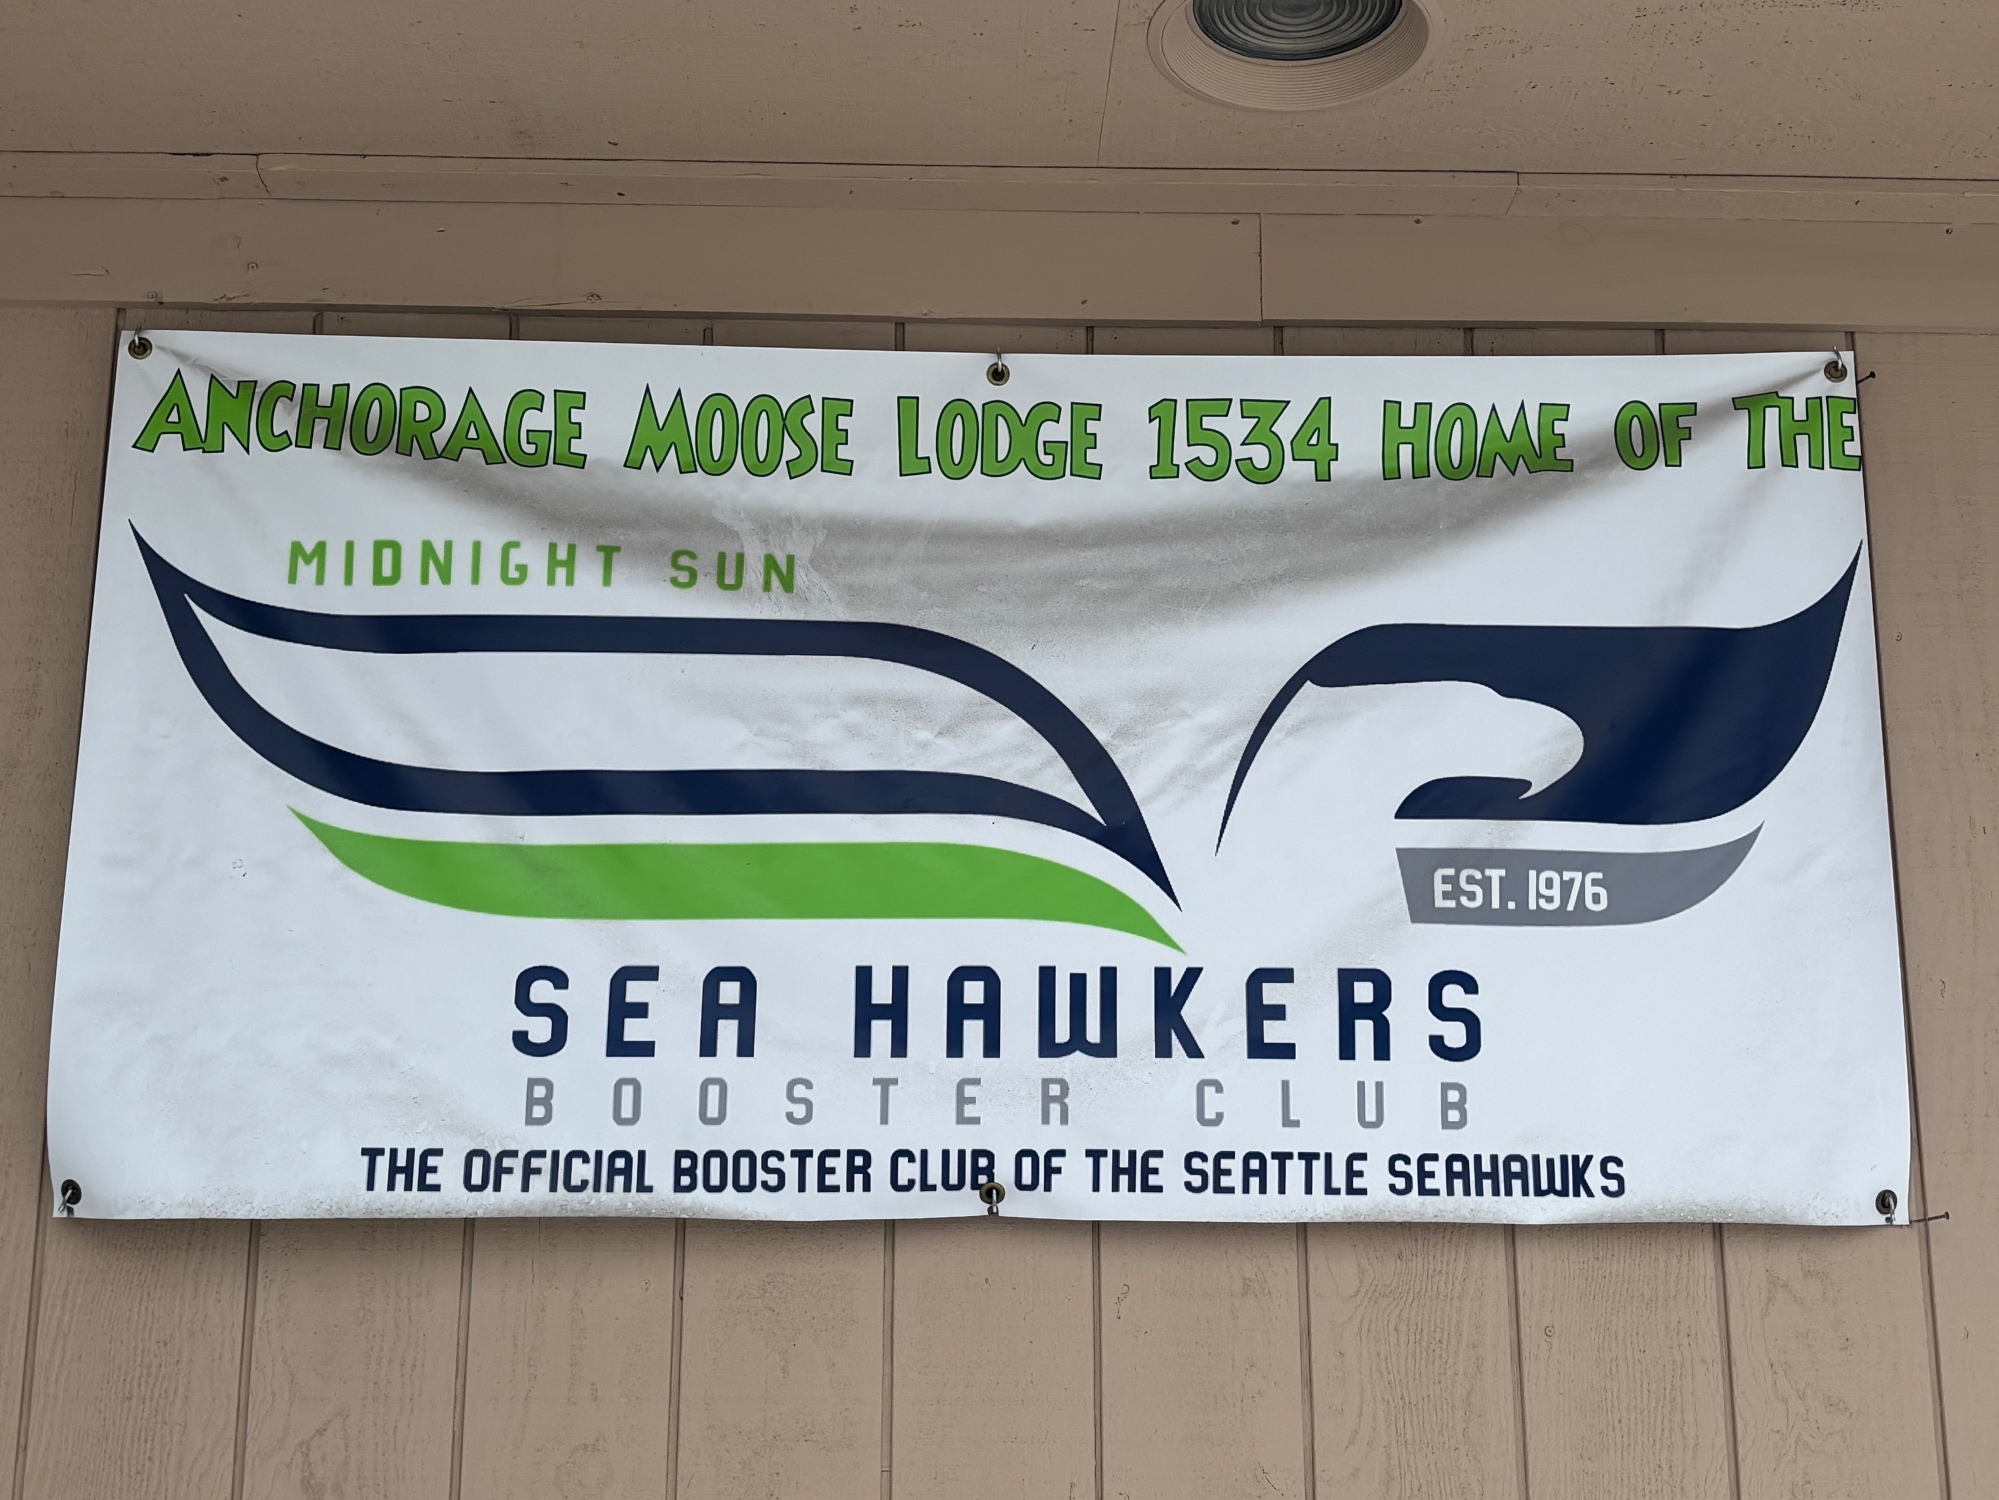 ANCHORAGE MOOSE LODGE 1534 HOME OF THE
MIDNIGHT SUN
EST. 1976
SEA HAWKERS
BOOSTER CLUB
THE OFFICIAL BOOSTER CLUB OF THE SEATTLE SEAHAWKS